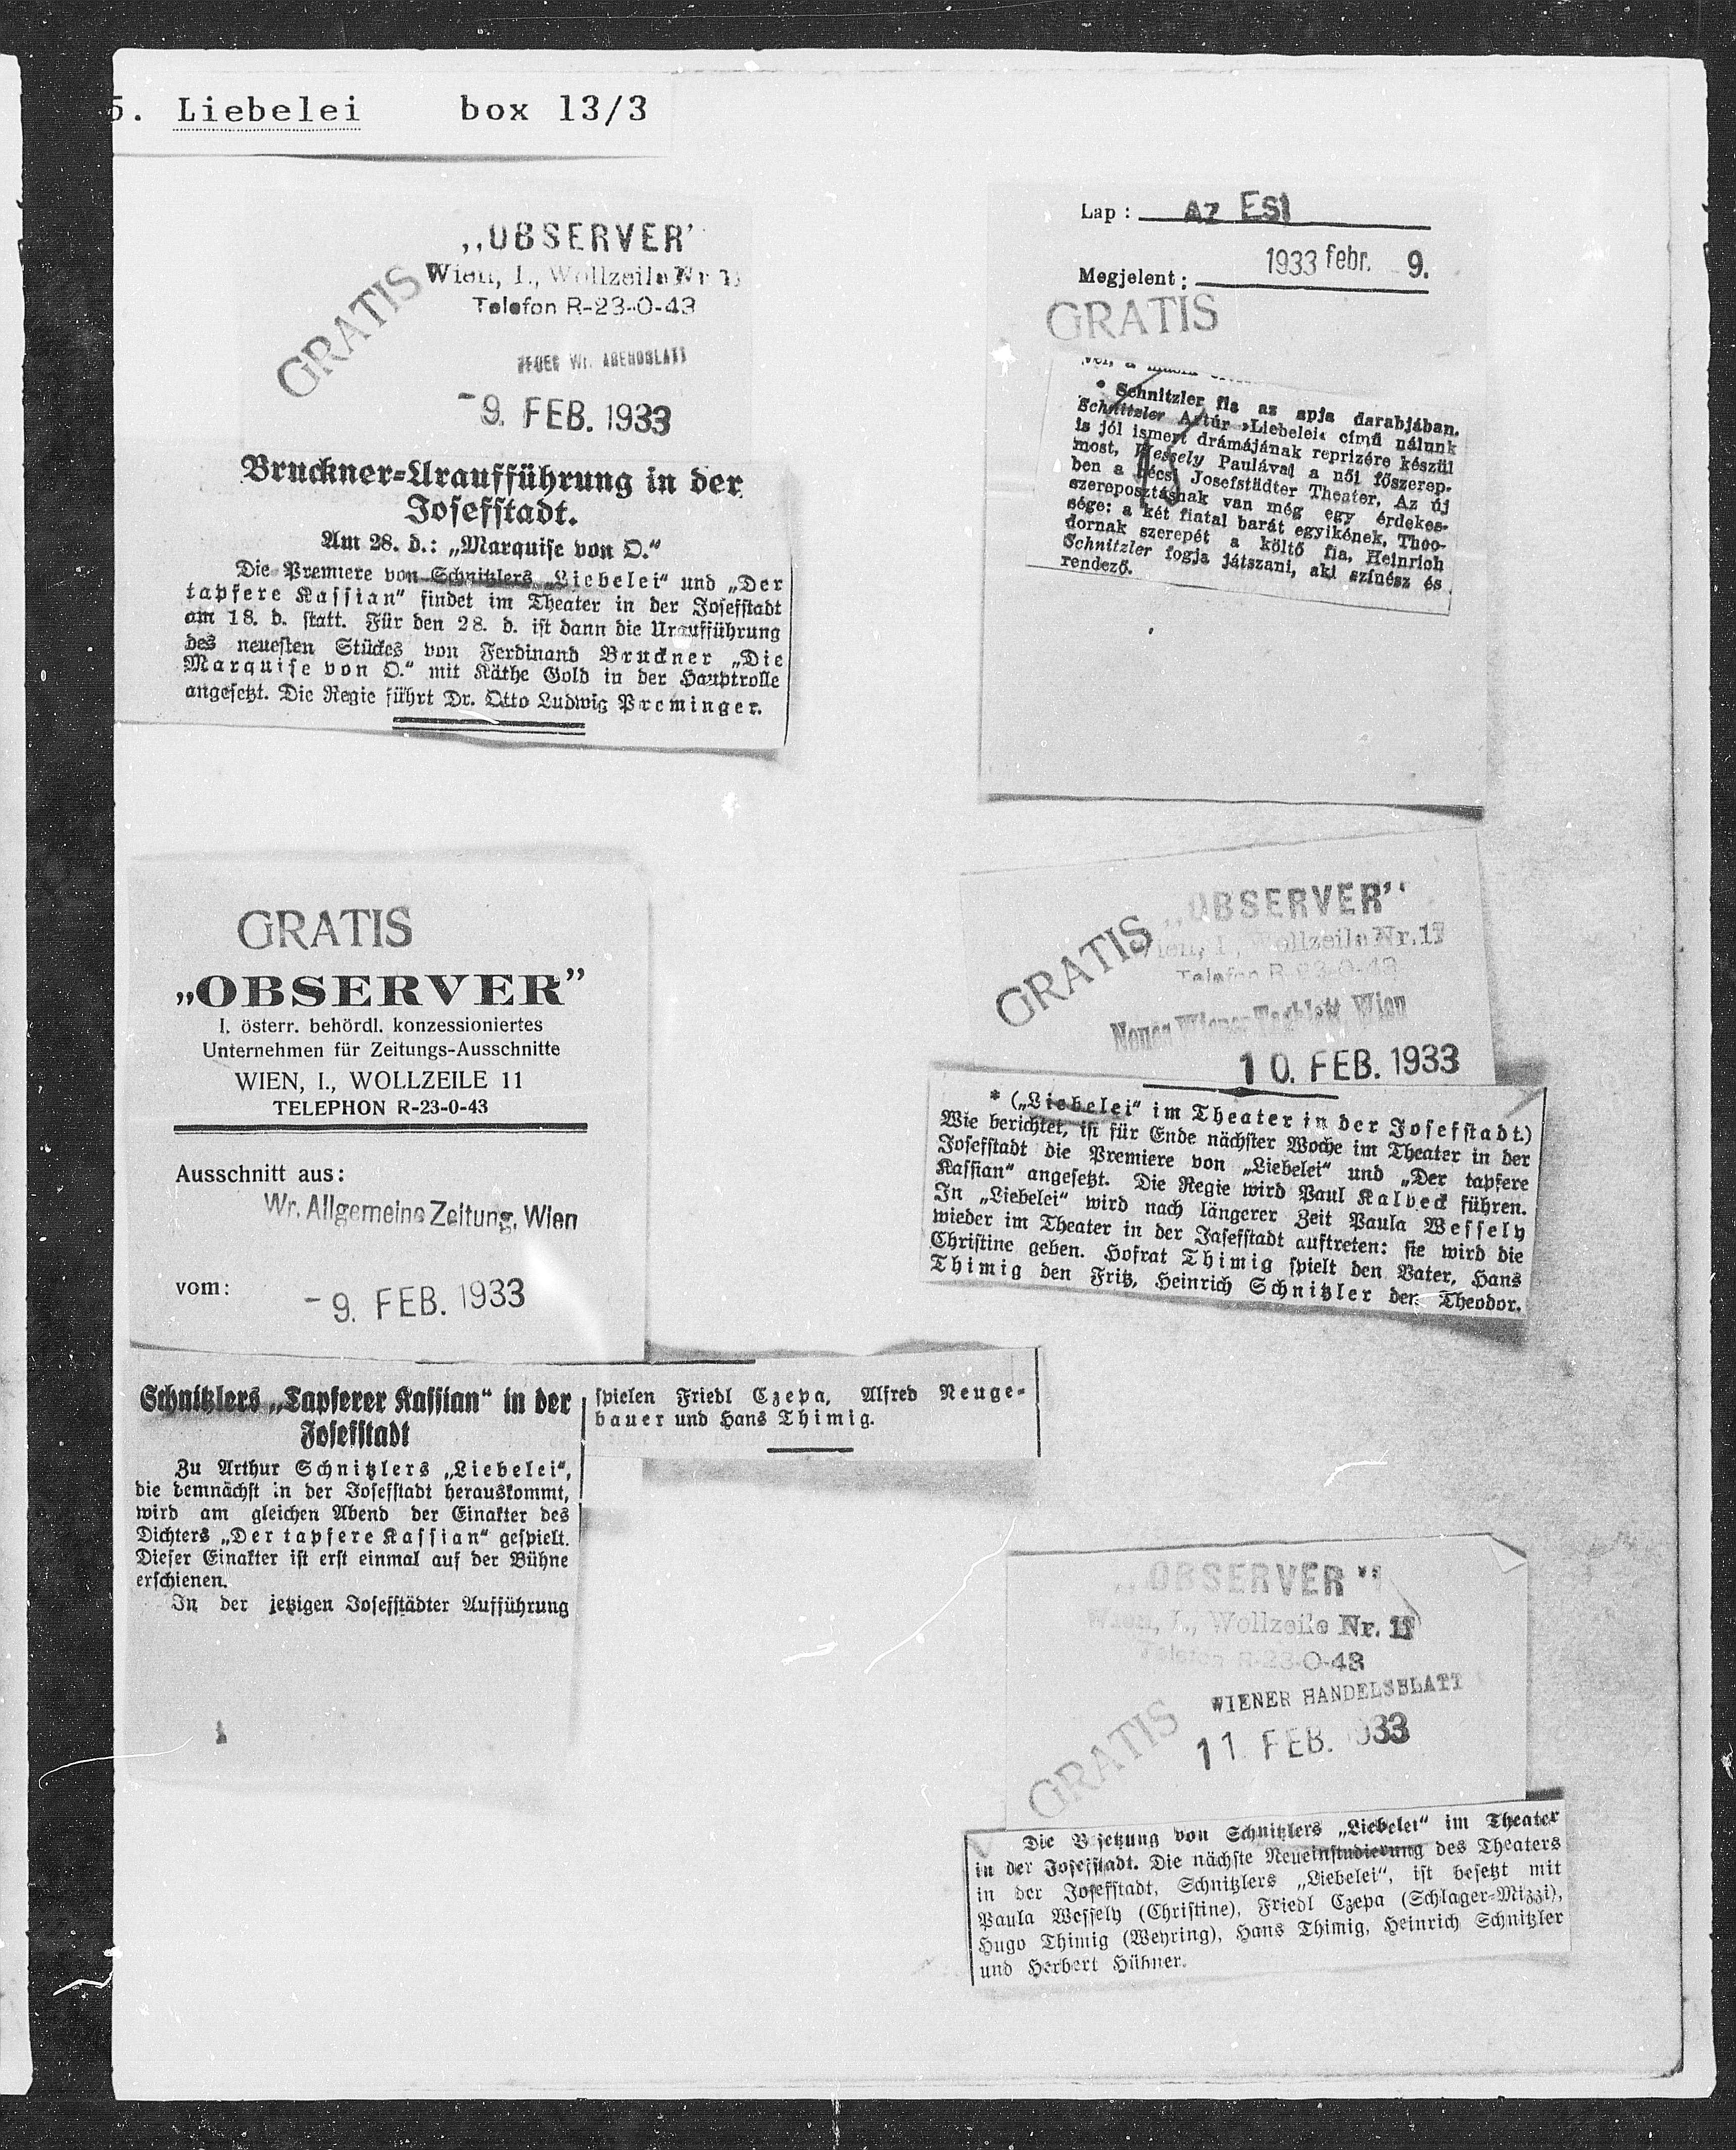 5. Liebelei box 13/3
„OBSERVER"
Wien, I., Wollzeile Nr. 11
Telefon R-23-0-43
GRATIS
NEUES Wr. ABENDBLATT
-9. FEB. 1933
Bruckner-Uraufführung in der
Josefstadt.
Am 28. d.: „Marquise von O."
Die Premiere von Schnitzlers „Liebelei" und „Der
tapfere Kassian" findet im Theater in der Josefstadt
am 18. d. statt. Für den 28. d. ist dann die Uraufführung
des neuesten Stückes von Ferdinand Bruckner „Die
Marquise von O." mit Käthe Gold in der Hauptrolle
angesetzt. Die Regie führt Dr. Otto Ludwig Preminger.
Lap: Az Est
Megjelent: 1933 febr. 9.
GRATIS
* Schnitzler fia az apja darabjában.
Schnitzler Artúr »Liebelei« című nálunk
is jól ismert drámájának reprizére készül
most, Wessely Paulával a női főszerep-
ben a bécsi Josefstädter Theater. Az új
szereposztásnak van még egy érdekes-
sége: a két fiatal barát egyikének, Theo-
dornak szerepét a költő fia, Heinrich
Schnitzler fogja játszani, aki színész és
rendező.
GRATIS
„OBSERVER"
I. österr. behördl. konzessioniertes
Unternehmen für Zeitungs-Ausschnitte
WIEN, I., WOLLZEILE 11
TELEPHON R-23-0-43
Ausschnitt aus:
Wr. Allgemeine Zeitung, Wien
vom: -9. FEB. 1933
Schnitzlers „Tapferer Kassian" in der
Josefstadt
Zu Arthur Schnitzlers „Liebelei",
die demnächst in der Josefstadt herauskommt,
wird am gleichen Abend der Einakter des
Dichters „Der tapfere Kassian" gespielt.
Dieser Einakter ist erst einmal auf der Bühne
erschienen.
In der jetzigen Josefstädter Aufführung
spielen Friedl Czepa, Alfred Neuge-
bauer und Hans Thimig.
„OBSERVER"
Wien, I., Wollzeile Nr. 11
Telefon R-23-0-43
GRATIS
Neues Wiener Tagblatt, Wien
10. FEB. 1933
* („Liebelei" im Theater in der Josefstadt.)
Wie berichtet, ist für Ende nächster Woche im Theater in der
Josefstadt die Premiere von „Liebelei" und „Der tapfere
Kassian" angesetzt. Die Regie wird Paul Kalbeck führen.
In „Liebelei" wird nach längerer Zeit Paula Wessely
wieder im Theater in der Josefstadt auftreten: sie wird die
Christine geben. Hofrat Thimig spielt den Vater, Hans
Thimig den Fritz, Heinrich Schnitzler den Theodor.
„OBSERVER"
Wien, I., Wollzeile Nr. 11
Telefon R-23-0-43
WIENER HANDELSBLATT
GRATIS
11. FEB. 1933
Die Besetzung von Schnitzlers „Liebelei" im Theater
in der Josefstadt. Die nächste Neueinstudierung des Theaters
in der Josefstadt, Schnitzlers „Liebelei", ist besetzt mit
Paula Wessely (Christine), Friedl Czepa (Schlager-Mizzi),
Hugo Thimig (Weyring), Hans Thimig, Heinrich Schnitzler
und Herbert Hübner.